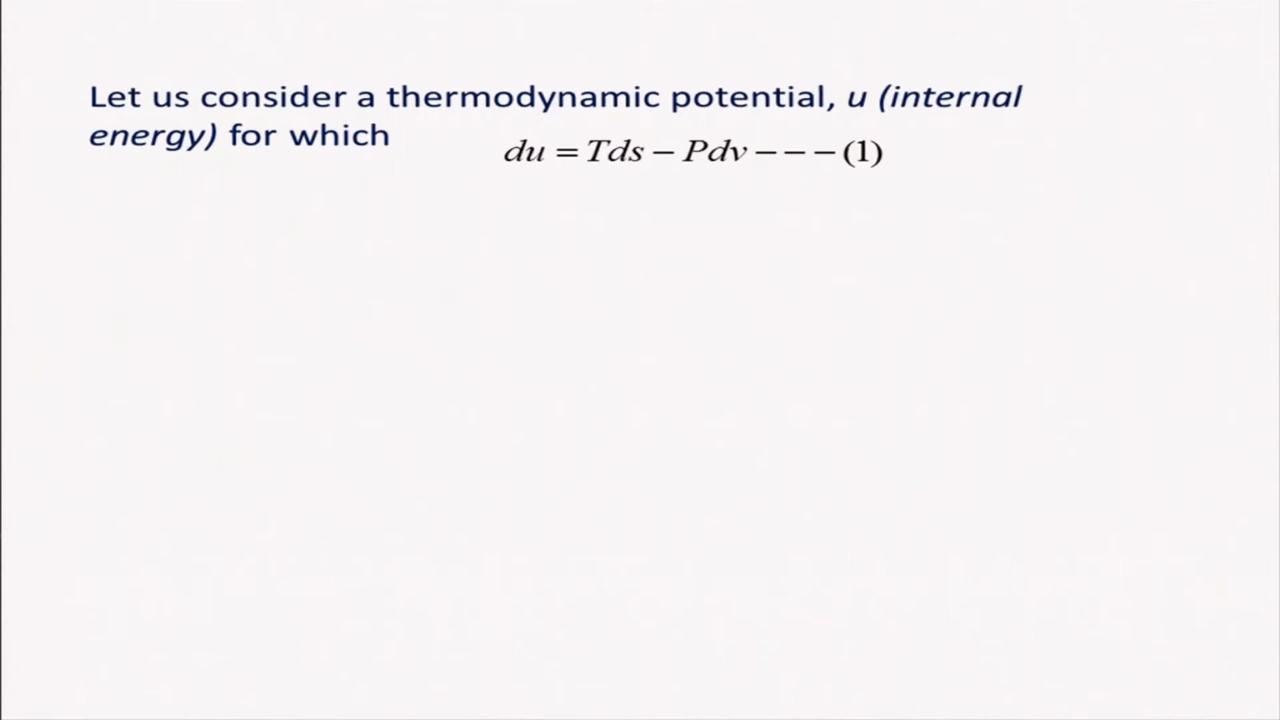 Let us consider a thermodynamic potential, u (internal
energy) for which
du = Tds − Pdv − − − (1)